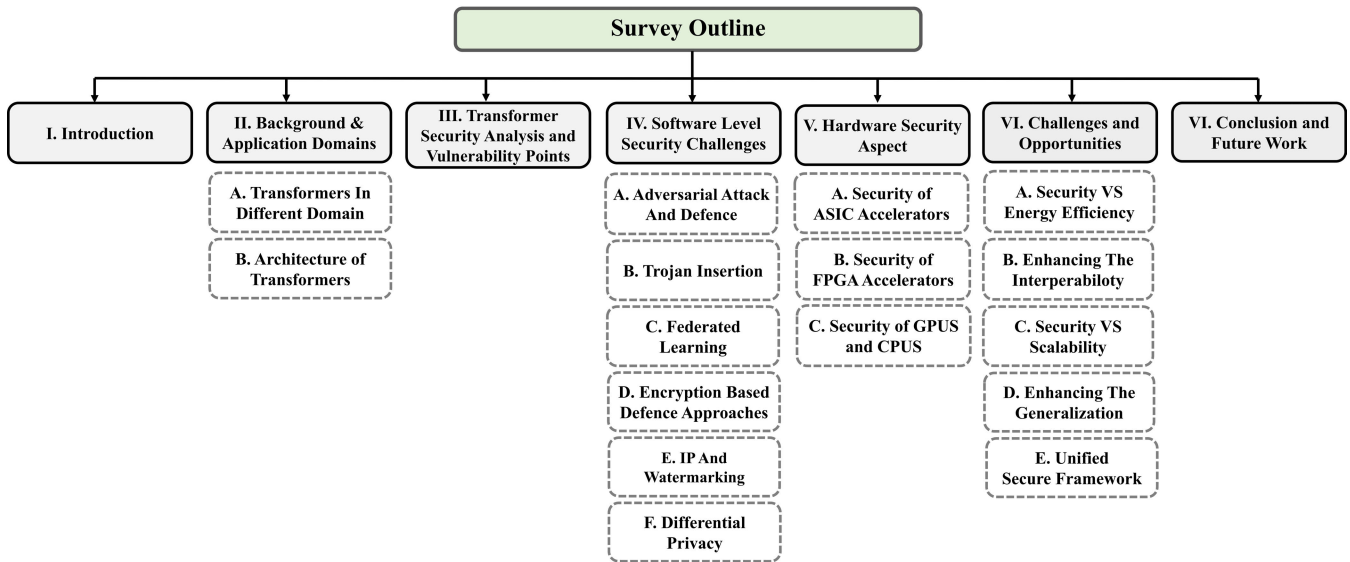 Survey Outline
I. Introduction
II. Background &
Application Domains
A. Transformers In
Different Domain
B. Architecture of
Transformers
III. Transformer
Security Analysis and
Vulnerability Points
IV. Software Level
Security Challenges
A. Adversarial Attack
And Defence
B. Trojan Insertion
C. Federated
Learning
D. Encryption Based
Defence Approaches
E. IP And
Watermarking
F. Differential
Privacy
V. Hardware Security
Aspect
A. Security of
ASIC Accelerators
B. Security of
FPGA Accelerators
C. Security of GPUS
and CPUS
VI. Challenges and
Opportunities
A. Security VS
Energy Efficiency
B. Enhancing The
Interperabiloty
C. Security VS
Scalability
D. Enhancing The
Generalization
E. Unified
Secure Framework
VI. Conclusion and
Future Work